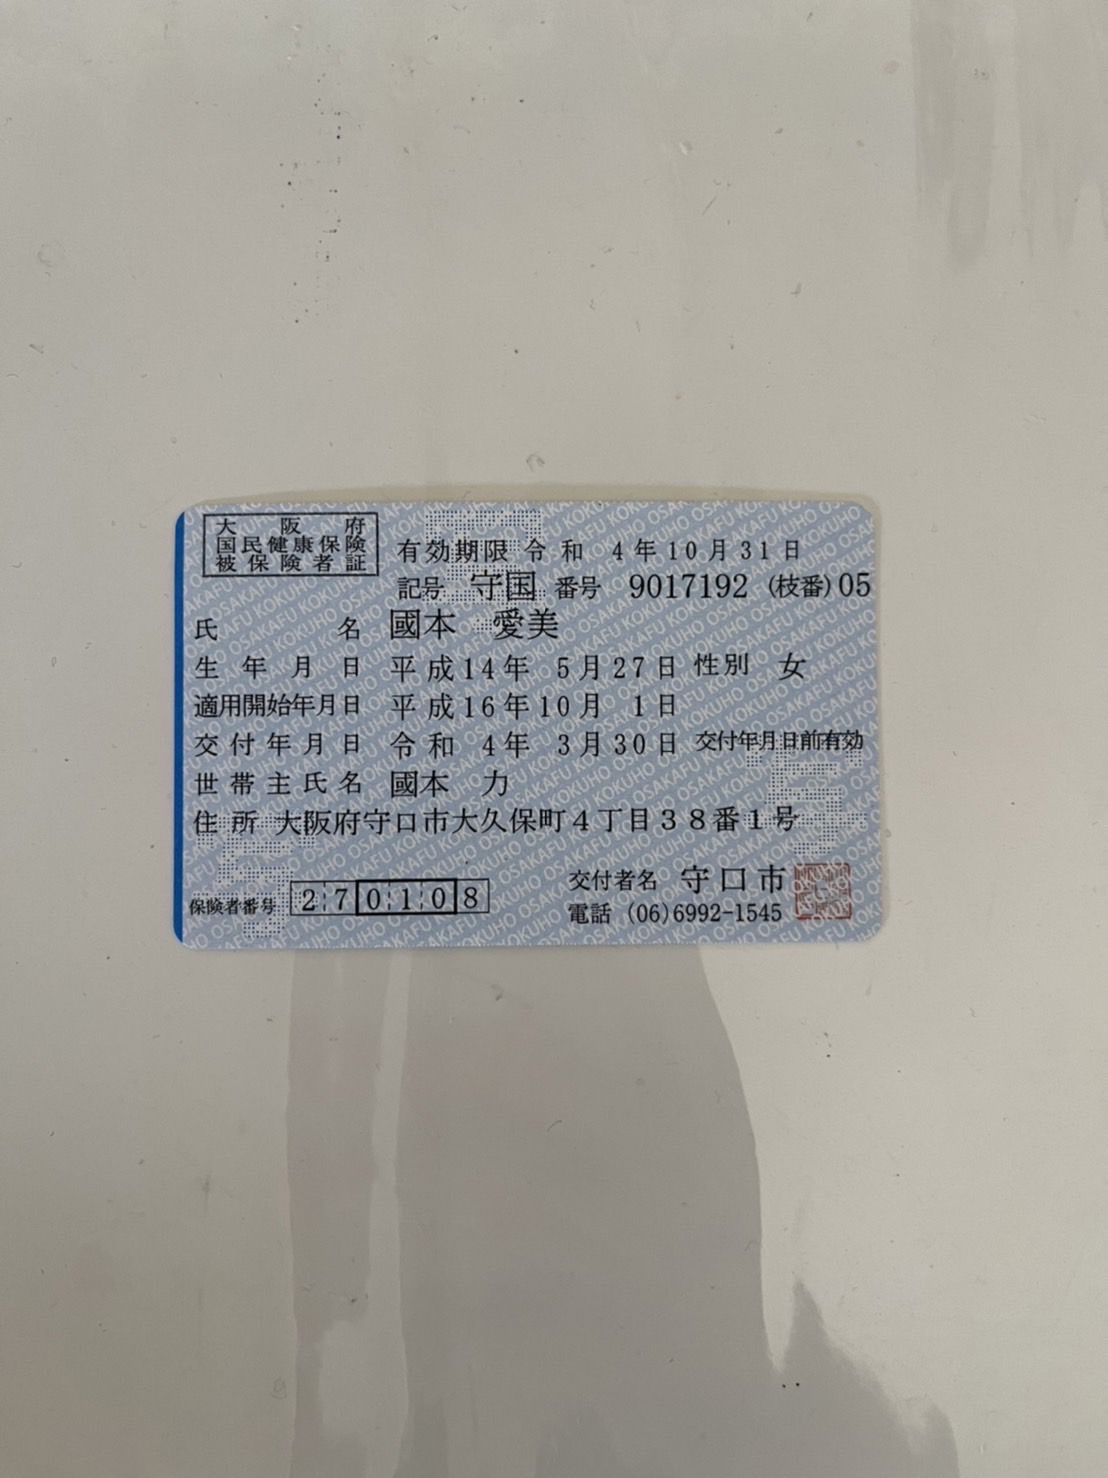 大阪府
国民健康保険
被保険者証
有効期限 令和 4年10月31日
記号 守国 番号 9017192 (枝番)05
氏名 國本 愛美
生年月日 平成14年 5月27日 性別 女
適用開始年月日 平成16年10月 1日
交付年月日 令和 4年 3月30日 交付年月日前有効
世帯主氏名 國本 力
住所 大阪府守口市大久保町4丁目38番1号
保険者番号 270108
交付者名 守口市
電話 (06)6992-1545